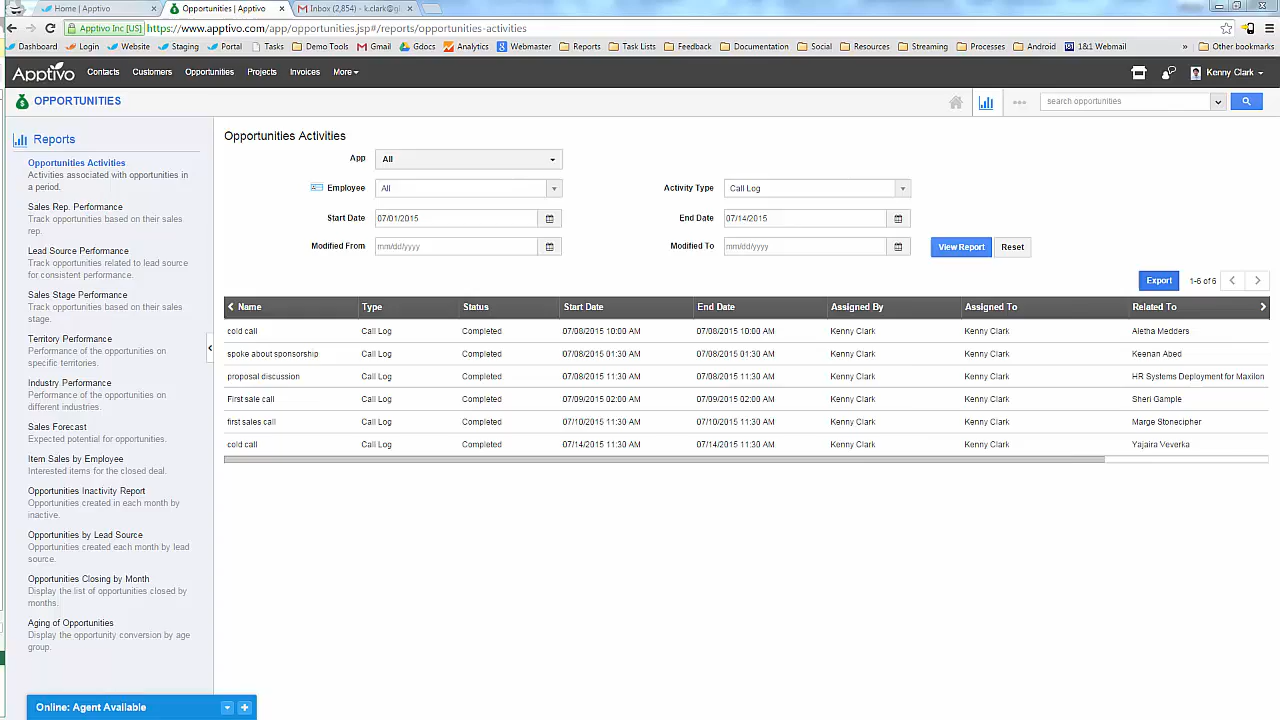 Home | Apptivo
Opportunities | Apptivo
Inbox (2,854) - k.clark@gl
Apptivo Inc [US]
https://www.apptivo.com/app/opportunities.jsp#/reports/opportunities-activities
Dashboard Login Website Staging Portal Tasks Demo Tools Gmail Gdocs Analytics Webmaster Reports Task Lists Feedback Documentation Social Resources Streaming Processes Android 1&1 Webmail » Other bookmarks
Apptivo Contacts Customers Opportunities Projects Invoices More Kenny Clark
OPPORTUNITIES
search opportunities
Reports
Opportunities Activities
Activities associated with opportunities in
a period.
Sales Rep. Performance
Track opportunities based on their sales
rep.
Lead Source Performance
Track opportunities related to lead source
for consistent performance.
Sales Stage Performance
Track opportunities based on their sales
stage.
Territory Performance
Performance of the opportunities on
specific territories.
Industry Performance
Performance of the opportunities on
different industries.
Sales Forecast
Expected potential for opportunities.
Item Sales by Employee
Interested items for the closed deal.
Opportunities Inactivity Report
Opportunities created in each month by
inactive.
Opportunities by Lead Source
Opportunities created each month by lead
source.
Opportunities Closing by Month
Display the list of opportunities closed by
months.
Aging of Opportunities
Display the opportunity conversion by age
group.
Opportunities Activities
App All
Employee All Activity Type Call Log
Start Date 07/01/2015 End Date 07/14/2015
Modified From mm/dd/yyyy Modified To mm/dd/yyyy View Report Reset
Export 1-6 of 6
Name Type Status Start Date End Date Assigned By Assigned To Related To
cold call Call Log Completed 07/08/2015 10:00 AM 07/08/2015 10:00 AM Kenny Clark Kenny Clark Aletha Medders
spoke about sponsorship Call Log Completed 07/08/2015 01:30 AM 07/08/2015 01:30 AM Kenny Clark Kenny Clark Keenan Abed
proposal discussion Call Log Completed 07/08/2015 11:30 AM 07/08/2015 11:30 AM Kenny Clark Kenny Clark HR Systems Deployment for Maxilon
First sale call Call Log Completed 07/09/2015 02:00 AM 07/09/2015 02:00 AM Kenny Clark Kenny Clark Sheri Gample
first sales call Call Log Completed 07/10/2015 11:30 AM 07/10/2015 11:30 AM Kenny Clark Kenny Clark Marge Stonecipher
cold call Call Log Completed 07/14/2015 11:30 AM 07/14/2015 11:30 AM Kenny Clark Kenny Clark Yajaira Veverka
Online: Agent Available